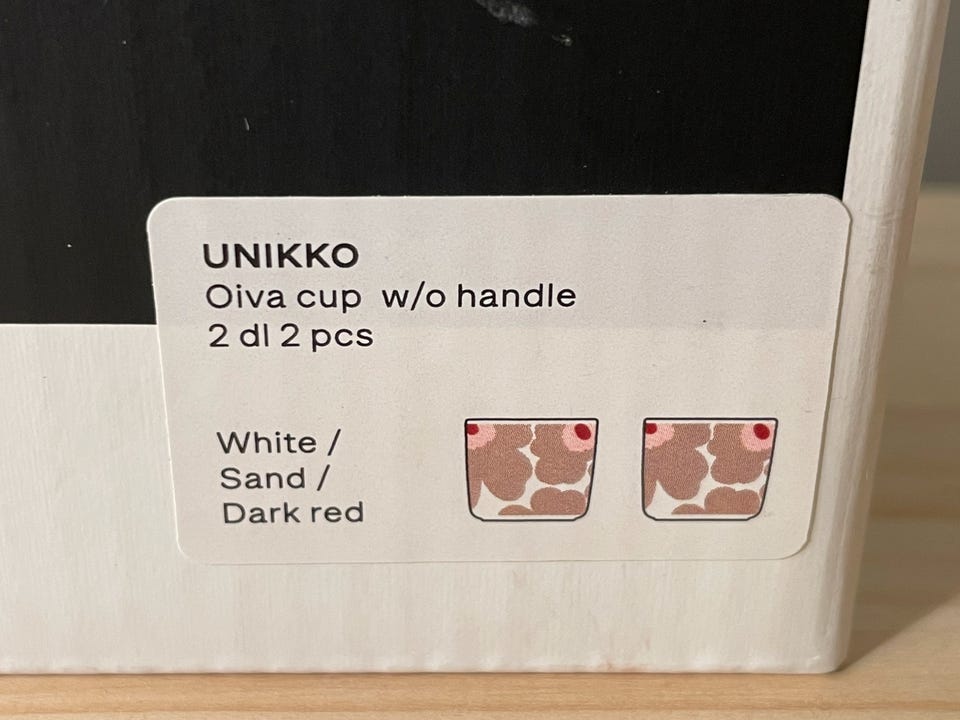 UNIKKO
Oiva cup w/o handle
2 dl 2 pcs
White /
Sand /
Dark red